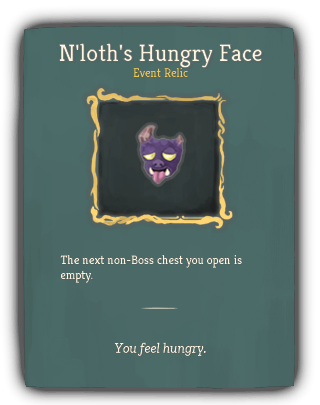 N'loth's Hungry Face
Event Relic
The next non-Boss chest you open is
empty.
You feel hungry.